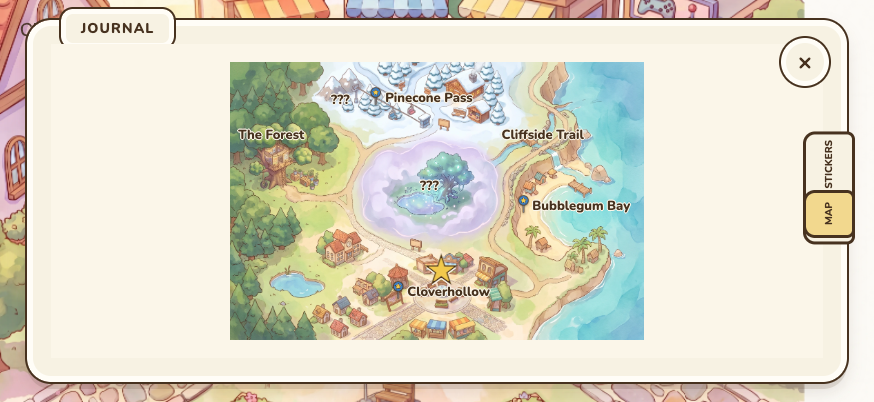 JOURNAL
???
Pinecone Pass
The Forest
Cliffside Trail
???
Bubblegum Bay
Cloverhollow
STICKERS
MAP